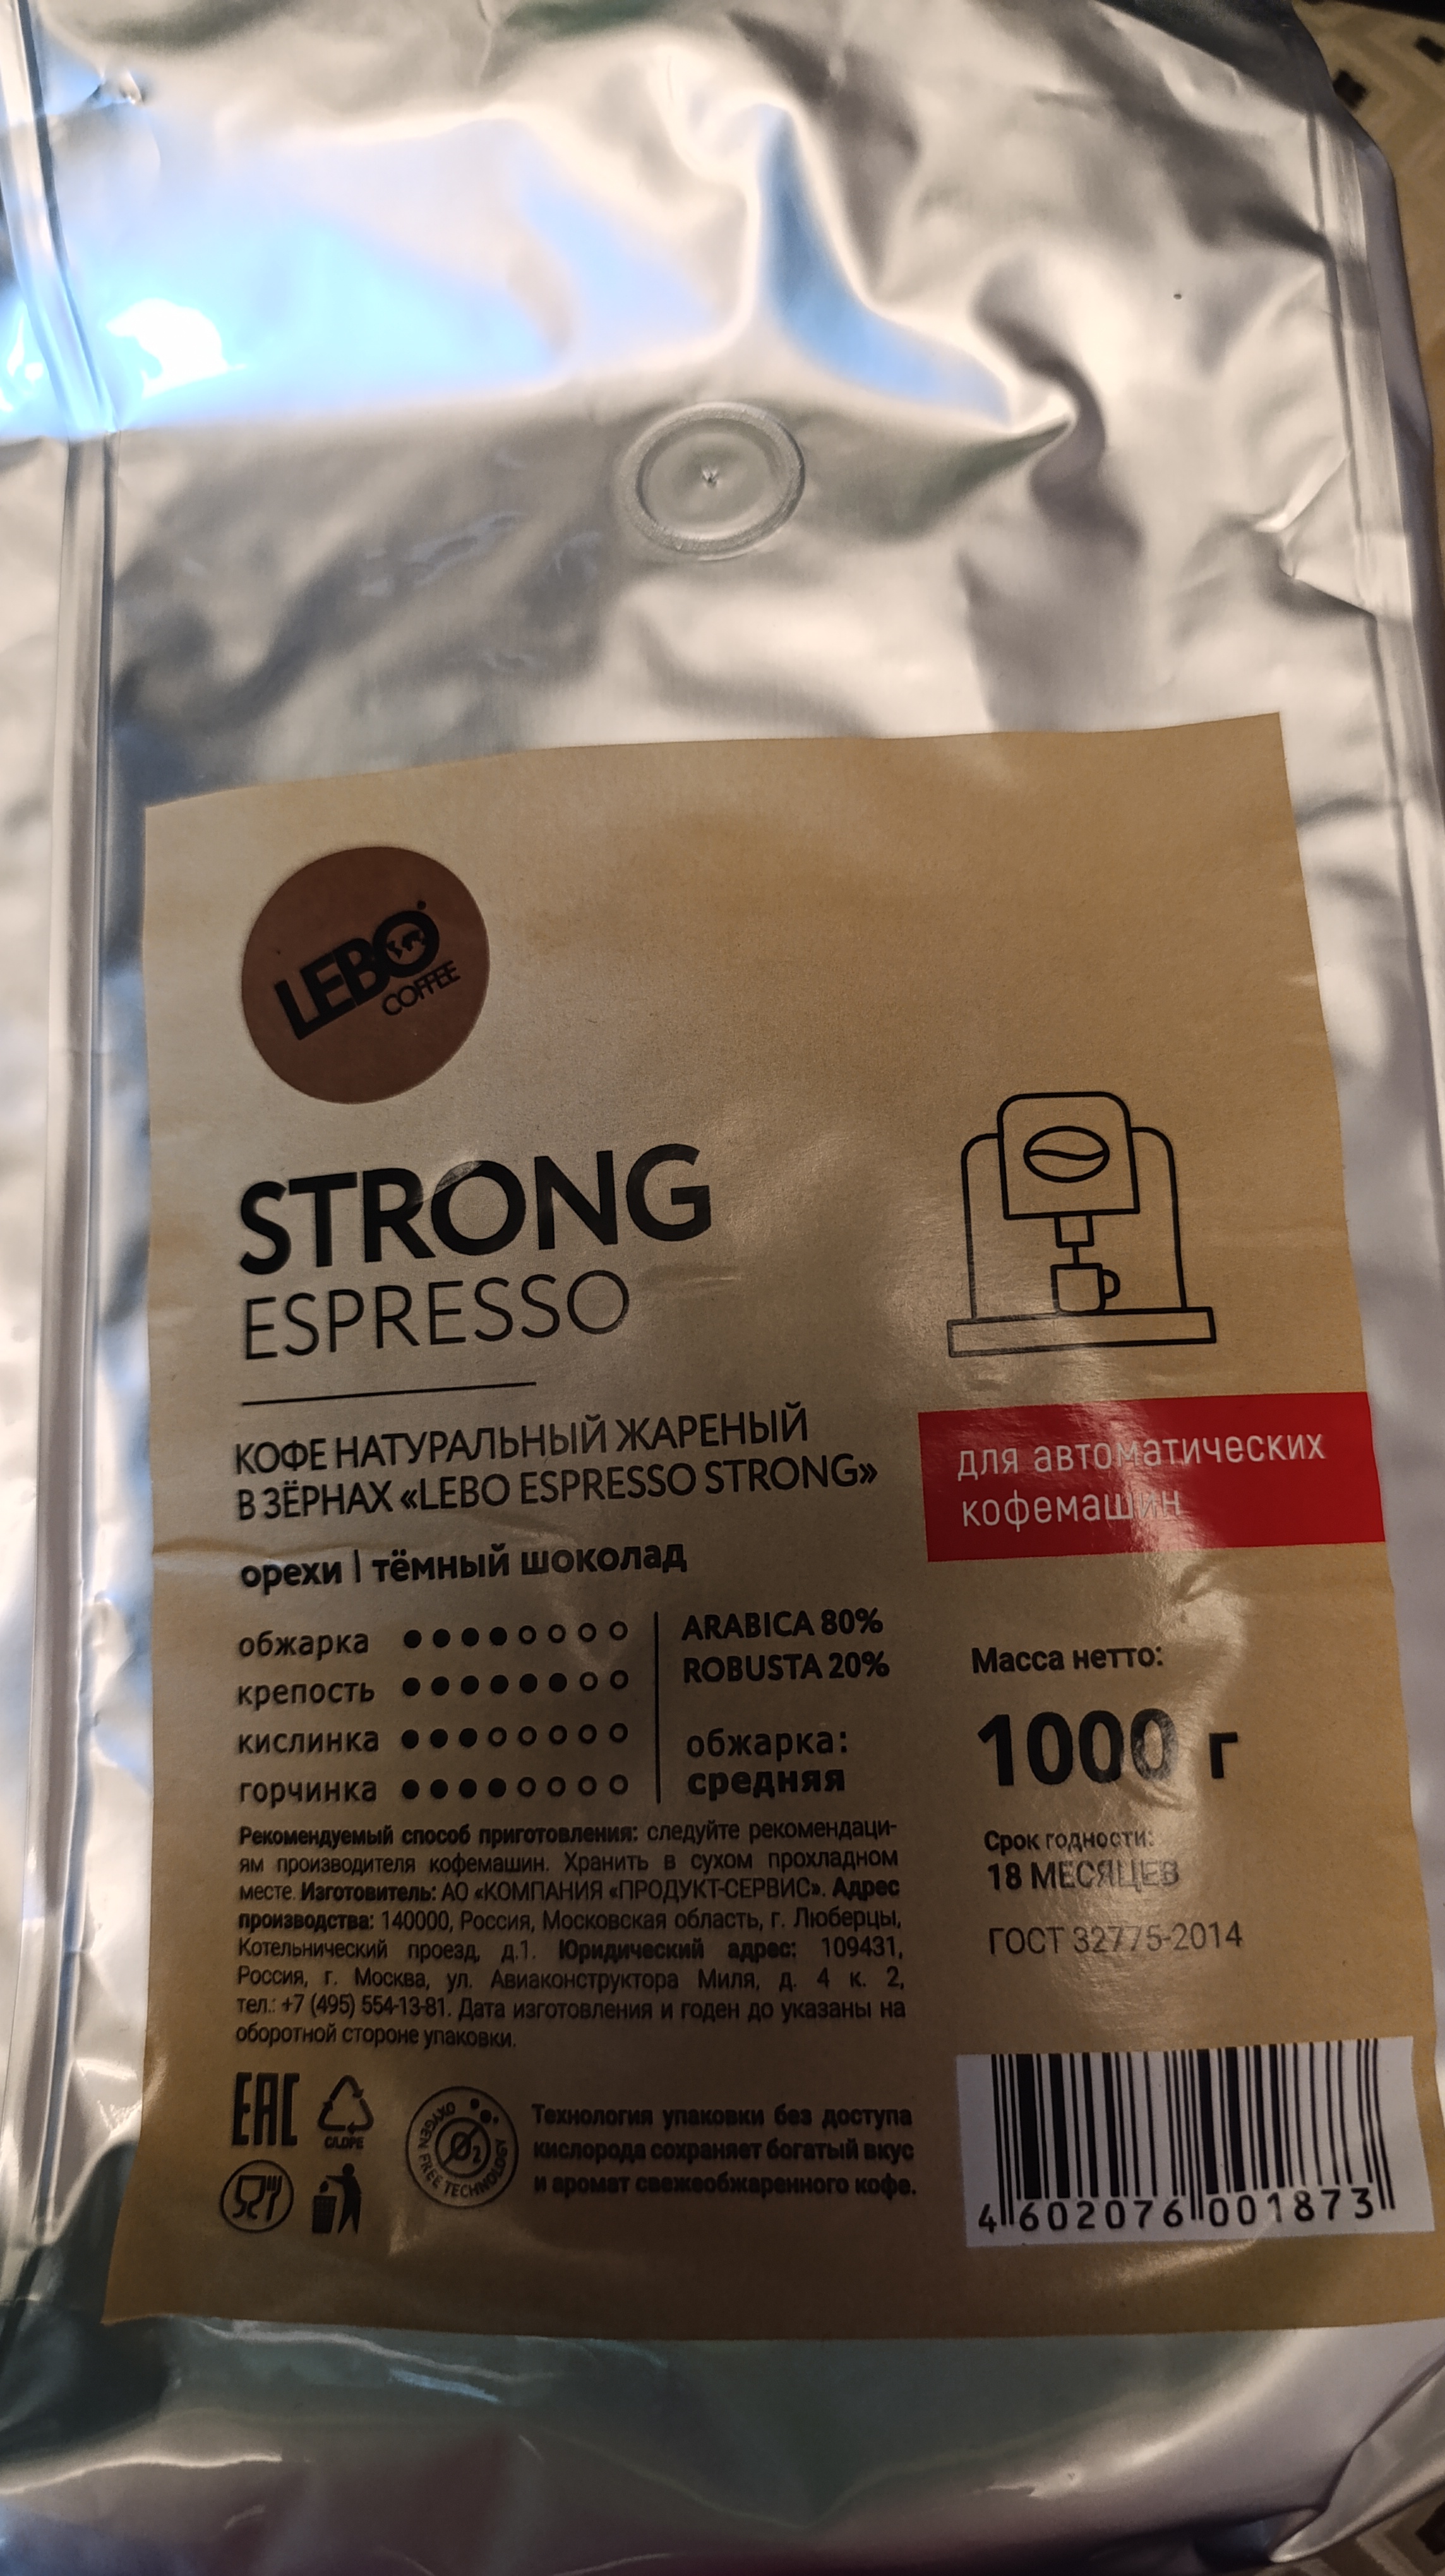 LEBO
COFFEE
STRONG
ESPRESSO
КОФЕ НАТУРАЛЬНЫЙ ЖАРЕНЫЙ
В ЗЁРНАХ «LEBO ESPRESSO STRONG»
орехи | тёмный шоколад
обжарка
крепость
кислинка
горчинка
ARABICA 80%
ROBUSTA 20%
обжарка:
средняя
для автоматических
кофемашин
Масса нетто:
1000 г
Срок годности:
18 МЕСЯЦЕВ
ГОСТ 32775-2014
Рекомендуемый способ приготовления: следуйте рекомендаци-
ям производителя кофемашин. Хранить в сухом прохладном
месте. Изготовитель: АО «КОМПАНИЯ «ПРОДУКТ-СЕРВИС». Адрес
производства: 140000, Россия, Московская область, г. Люберцы,
Котельнический проезд, д.1. Юридический адрес: 109431,
Россия, г. Москва, ул. Авиаконструктора Миля, д. 4 к. 2,
тел.: +7 (495) 554-13-81. Дата изготовления и годен до указаны на
оборотной стороне упаковки.
EAC
C/LDPE
OXYGEN FREE TECHNOLOGY
O2
Технология упаковки без доступа
кислорода сохраняет богатый вкус
и аромат свежеобжаренного кофе.
4 602076 001873